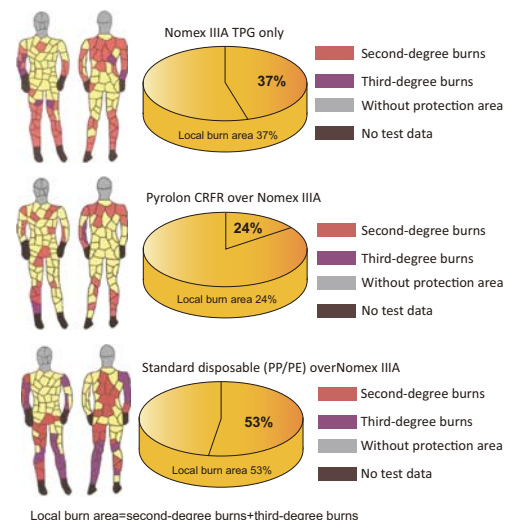 Nomex IIIA TPG only
37%
Local burn area 37%
Second-degree burns
Third-degree burns
Without protection area
No test data
Pyrolon CRFR over Nomex IIIA
24%
Local burn area 24%
Second-degree burns
Third-degree burns
Without protection area
No test data
Standard disposable (PP/PE) overNomex IIIA
53%
Local burn area 53%
Second-degree burns
Third-degree burns
Without protection area
No test data
Local burn area=second-degree burns+third-degree burns